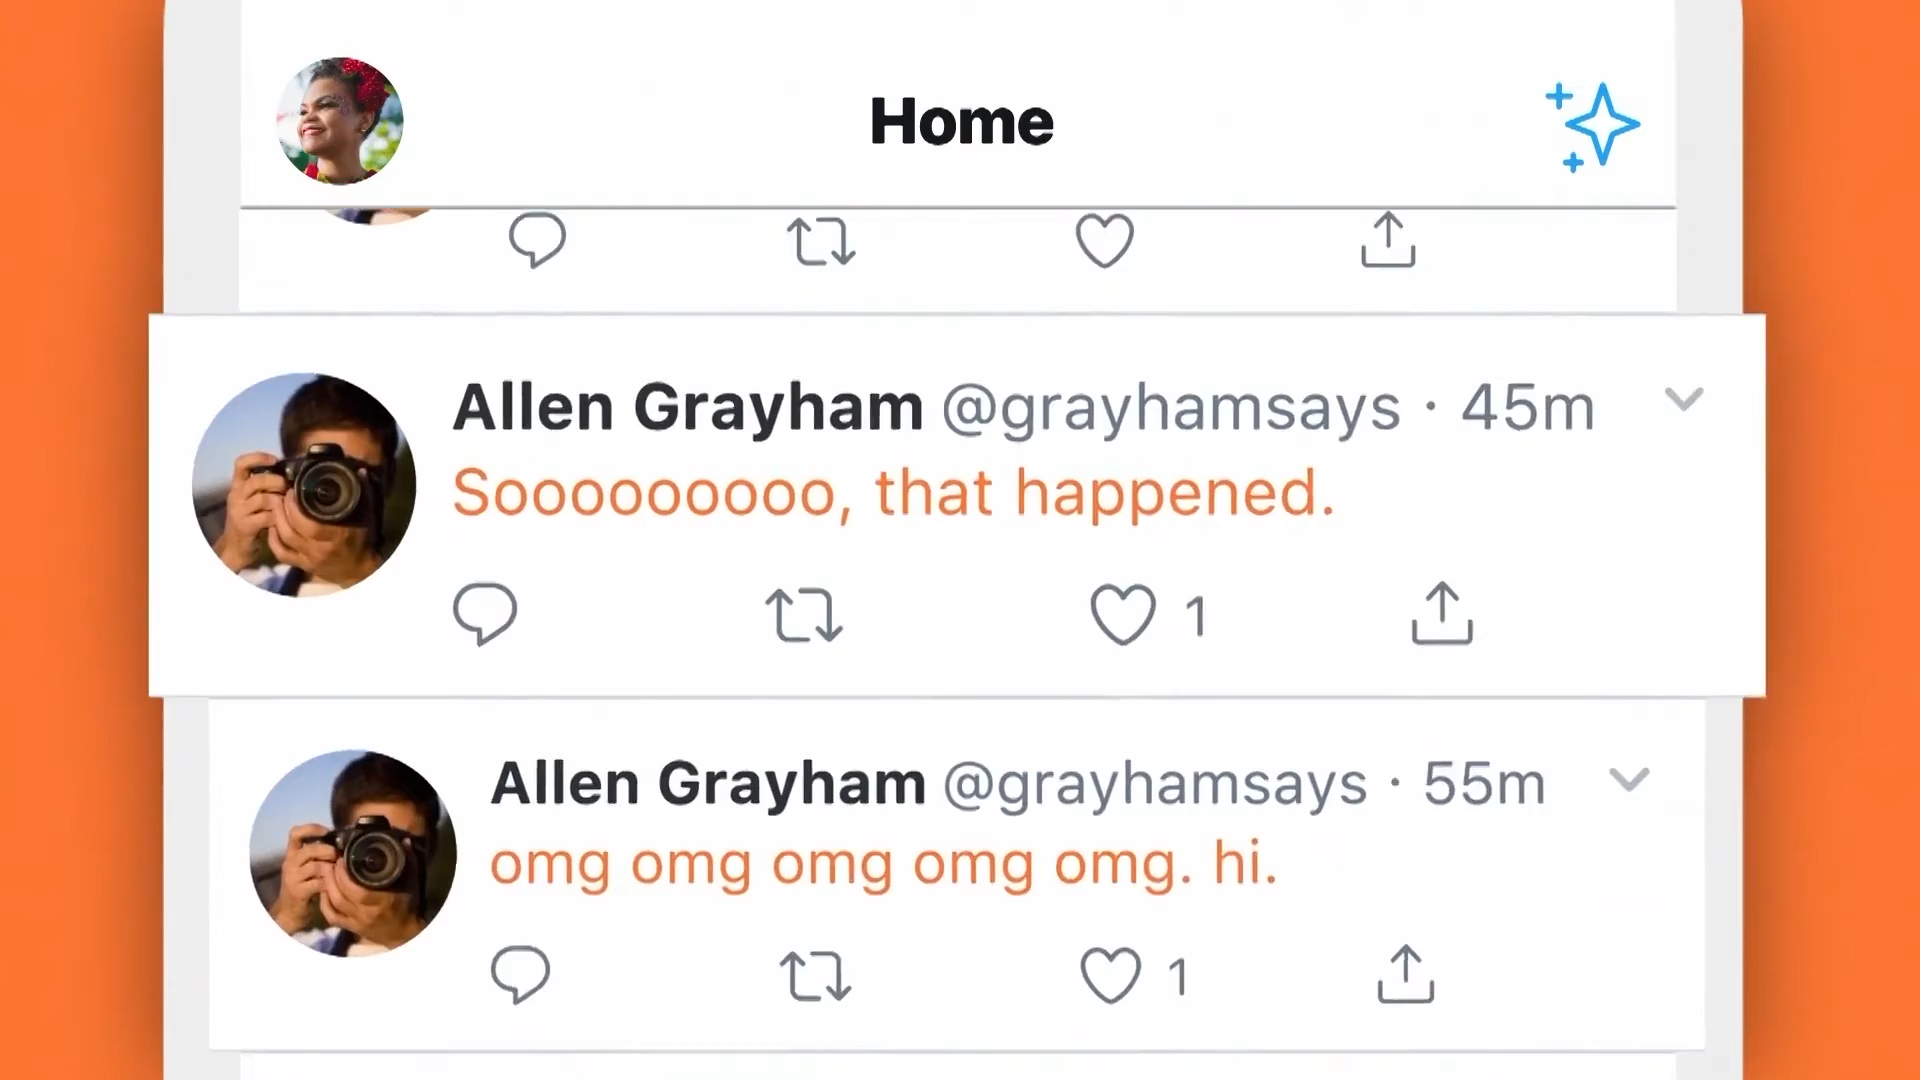 Home
Allen Grayham @grayhamsays · 45m
Sooooooooo, that happened.
1
Allen Grayham @grayhamsays · 55m
omg omg omg omg omg. hi.
1